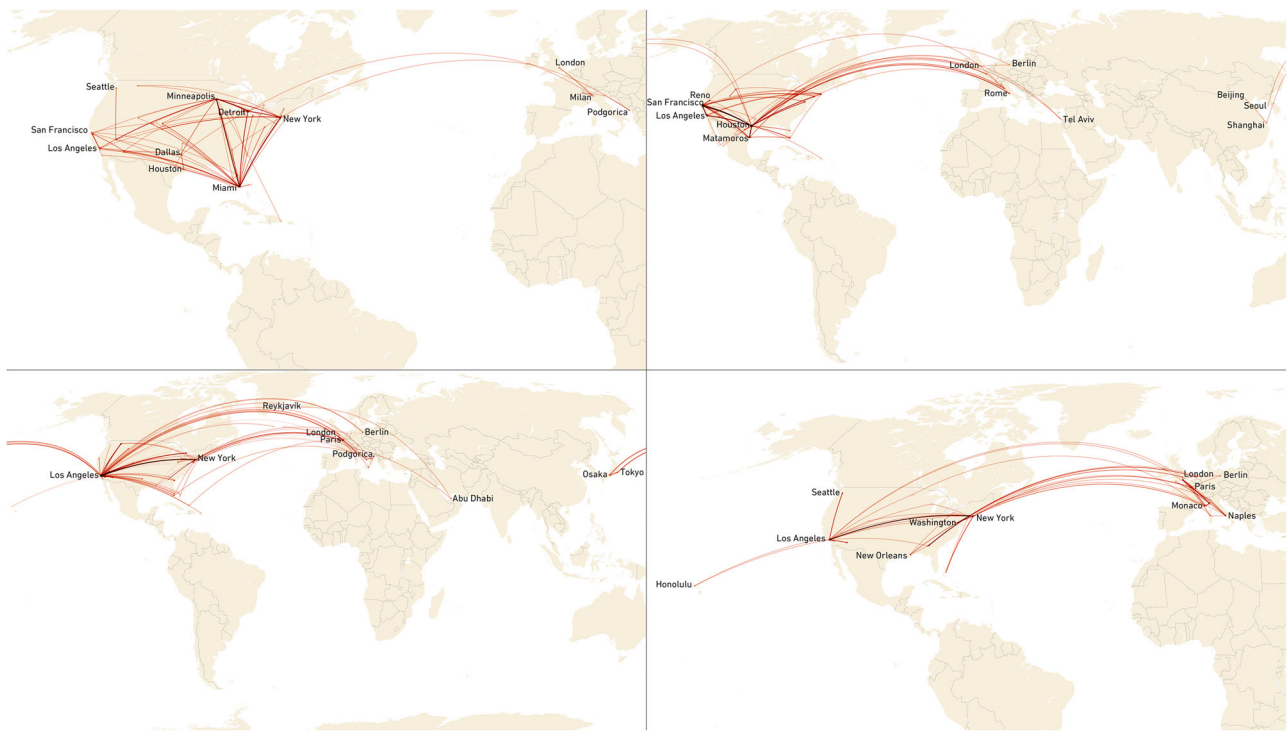 London
Seattle
Milan
Minneapolis
Podgorica
Detroit
New York
San Francisco
Los Angeles
Dallas
Houston
Miami
London
Berlin
Reno
Rome
Beijing
San Francisco
Seoul
Los Angeles
Houston
Tel Aviv
Shanghai
Matamoros
Reykjavík
London
Berlin
Paris
Podgorica
New York
Los Angeles
Osaka
Tokyo
Abu Dhabi
London
Berlin
Paris
Seattle
Monaco
Naples
New York
Washington
Los Angeles
New Orleans
Honolulu